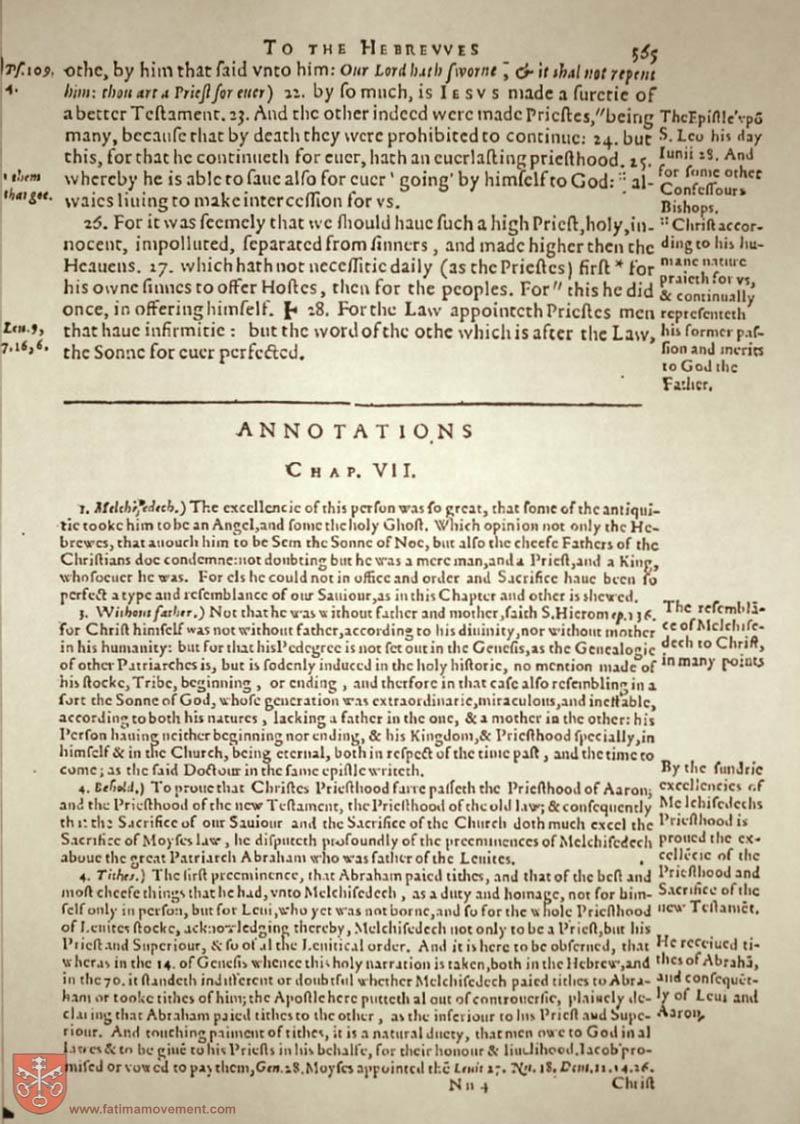 TO THE HEBREVVES
565
othe, by him that ſaid vnto him: Our Lord hath ſworne, & it shal not repent
him: thou art a Prieſt for euer) 22. by ſo much, is IESVS made a ſuretie of
a better Teſtament. 23. And the other indeed were made Prieſtes, "being
many, becauſe that by death they were prohibited to continue: 24. but
this, for that he continueth for euer, hath an euerlaſting prieſthood. 25.
whereby he is able to ſaue alſo for euer ' going' by himſelf to God: :: al-
waies liuing to make interceſſion for vs.
26. For it was ſeemely that we ſhould haue ſuch a high Prieſt, holy, in-
nocent, impolluted, ſeparated from ſinners, and made higher then the
Heauens. 27. which hath not neceſſitie daily (as the Prieſtes) firſt * for
his owne ſinnes to offer Hoſtes, then for the peoples. For " this he did
once, in offering himſelf. 28. For the Law appointeth Prieſtes men
that haue infirmitie: but the word of the othe which is after the Law,
the Sonne for euer perfected.
Pſ. 109,
4.
' them
that goe.
Leu. 9,
7. 16, 6.
The Epiſtle vpō
S. Leo his day
Iunii 28. And
for ſome other
Confeſſours
Bishops.
:: Chriſt accor-
ding to his hu-
mane nature
praieth for vs,
& continually
repreſenteth
his former paſ-
ſion and merits
to God the
Father.
ANNOTATIONS
CHAP. VII.
1. Melchiſedech.) The excellencie of this perſon was ſo great, that ſome of the antiqui-
tie tooke him to be an Angel, and ſome the holy Ghoſt. Which opinion not only the He-
brewes, that auouch him to be Sem the Sonne of Noe, but alſo the cheefe Fathers of the
Chriſtians doe condemne: not doubting but he was a mere man, and a Prieſt, and a King,
whoſoeuer he was. For els he could not in office and order and Sacrifice haue been ſo
perfect a type and reſemblance of our Sauiour, as in this Chapter and other is shewed.
3. Without father.) Not that he was without father and mother, ſaith S. Hierom ep. 136.
for Chriſt himſelf was not without father, according to his diuinity, nor without mother
in his humanity: but for that his Pedegree is not ſet out in the Geneſis, as the Genealogie
of other Patriarches is, but is ſodenly induced in the holy hiſtorie, no mention made of
his ſtocke, Tribe, beginning, or ending, and therfore in that caſe alſo reſembling in a
ſort the Sonne of God, whoſe generation was extraordinarie, miraculous, and ineffable,
according to both his natures, lacking a father in the one, & a mother in the other: his
Perſon hauing neither beginning nor ending, & his Kingdom, & Prieſthood ſpecially, in
himſelf & in the Church, being eternal, both in reſpect of the time paſt, and the time to
come; as the ſaid Doctour in the ſame epiſtle writeth.
4. Behold.) To proue that Chriſtes Prieſthood farre paſſeth the Prieſthood of Aaron;
and the Prieſthood of the new Teſtament, the Prieſthood of the old law; & conſequently
that the Sacrifice of our Sauiour and the Sacrifice of the Church doth much excel the
Sacrifice of Moyſes law, he diſputeth profoundly of the preeminences of Melchiſedech
aboue the great Patriarch Abraham who was father of the Leuites.
4. Tithes.) The firſt preeminence, that Abraham paied tithes, and that of the beſt and
moſt cheefe things that he had, vnto Melchiſedech, as a duty and homage, not for him-
ſelf only in perſon, but for Leui, who yet was not borne, and ſo for the whole Prieſthood
of Leuites ſtocke, acknowledging thereby, Melchiſedech not only to be a Prieſt, but his
Prieſt and Superiour, & ſo of al the Leuitical order. And it is here to be obſerued, that
wheras in the 14. of Geneſis whence this holy narration is taken, both in the Hebrew, and
in the 70. it ſtandeth indifferent or doubtful whether Melchiſedech paied tithes to Abra-
ham or tooke tithes of him; the Apoſtle here putteth al out of controuerſie, plainely de-
claring that Abraham paied tithes to the other, as the inferiour to his Prieſt and Supe-
riour. And touching paiment of tithes, it is a natural duety, that men owe to God in al
lawes & to be giuē to his Prieſts in his behalfe, for their honour & liuelihood. Iacob pro-
miſed or vowed to pay them, Gen. 28. Moyſes appointed thē Leuit 27. Nu. 18. Deut. 12. 14. 26.
Nn 4
Chriſt
The reſembla-
ce of Melchiſe-
dech to Chriſt,
in many points
By the ſundrie
excellencies of
Melchiſedechs
Prieſthood is
proued the ex-
cellēcie of the
Prieſthood and
Sacrifice of the
new Teſtamēt.
He receiued ti-
thes of Abrahā,
and conſequēt-
ly of Leui and
Aaron.
www.fatimamovement.com